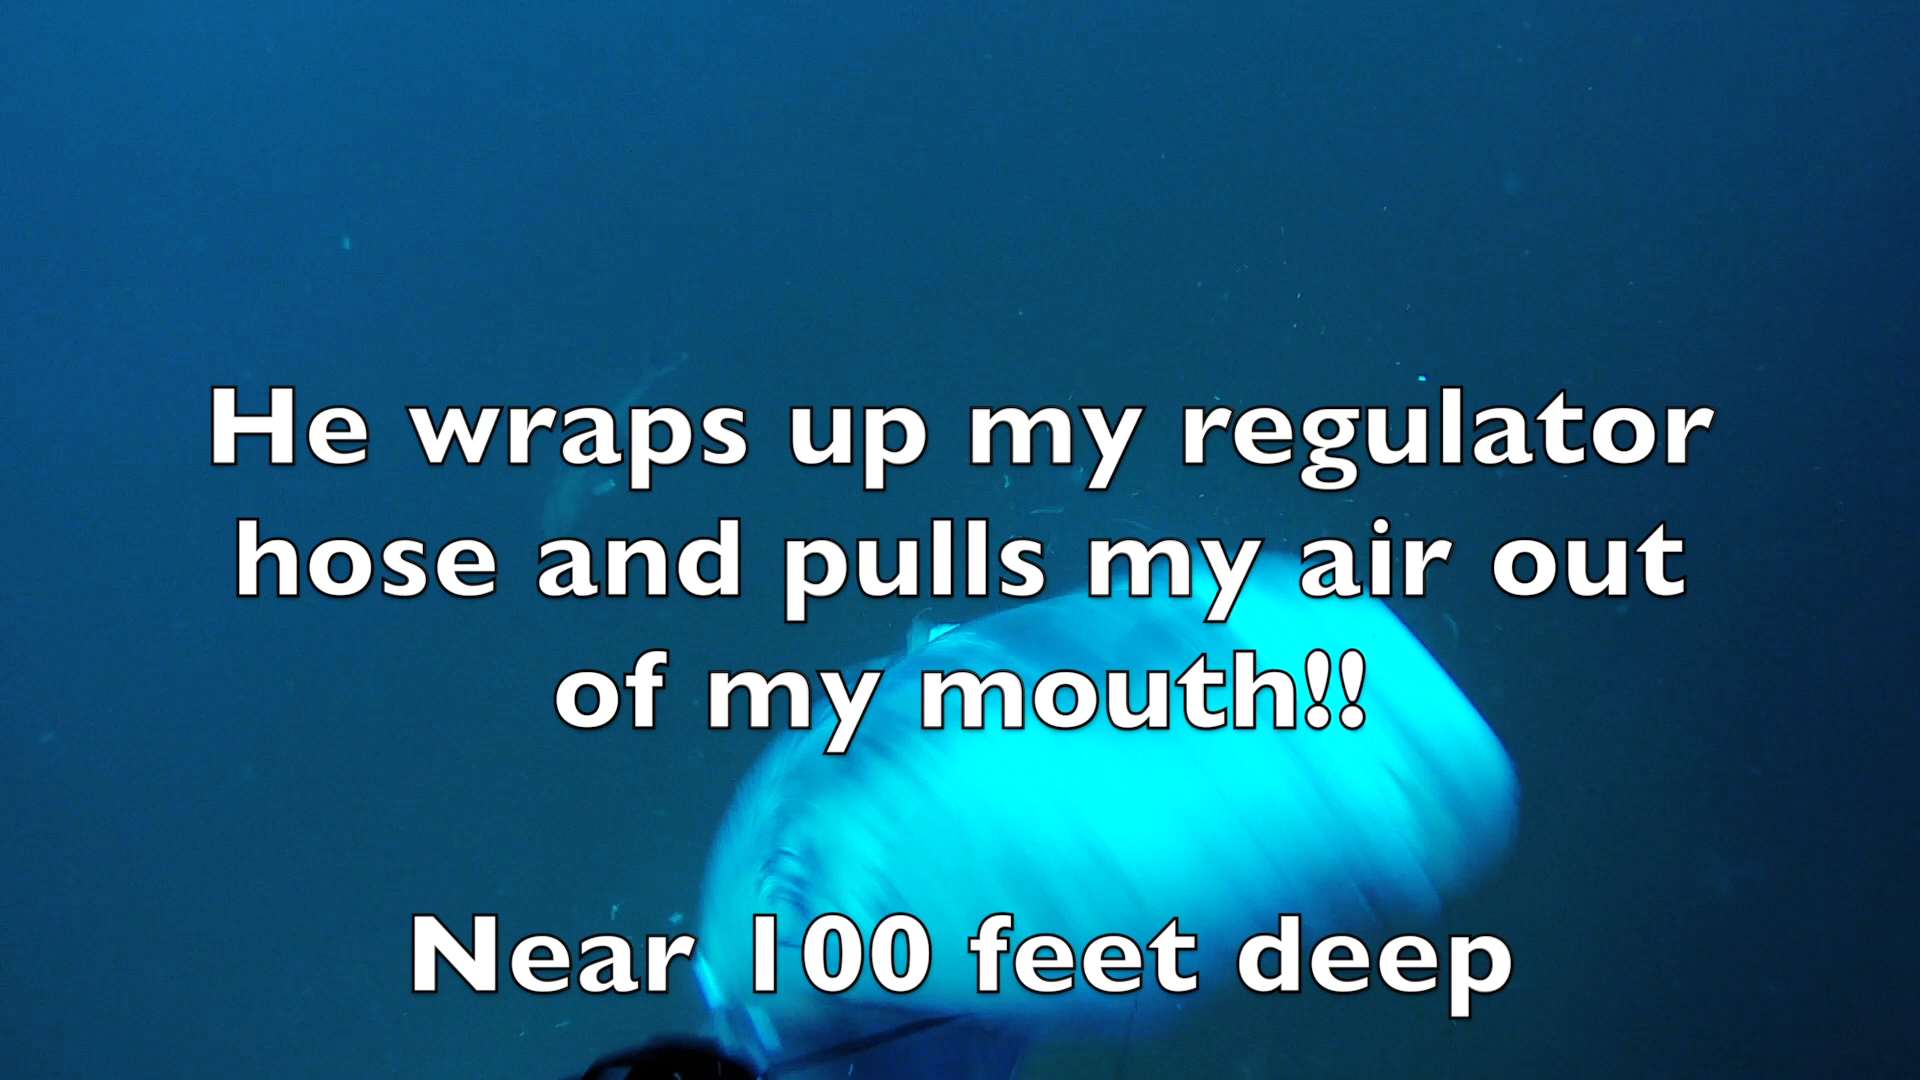 He wraps up my regulator
hose and pulls my air out
of my mouth!!
Near 100 feet deep